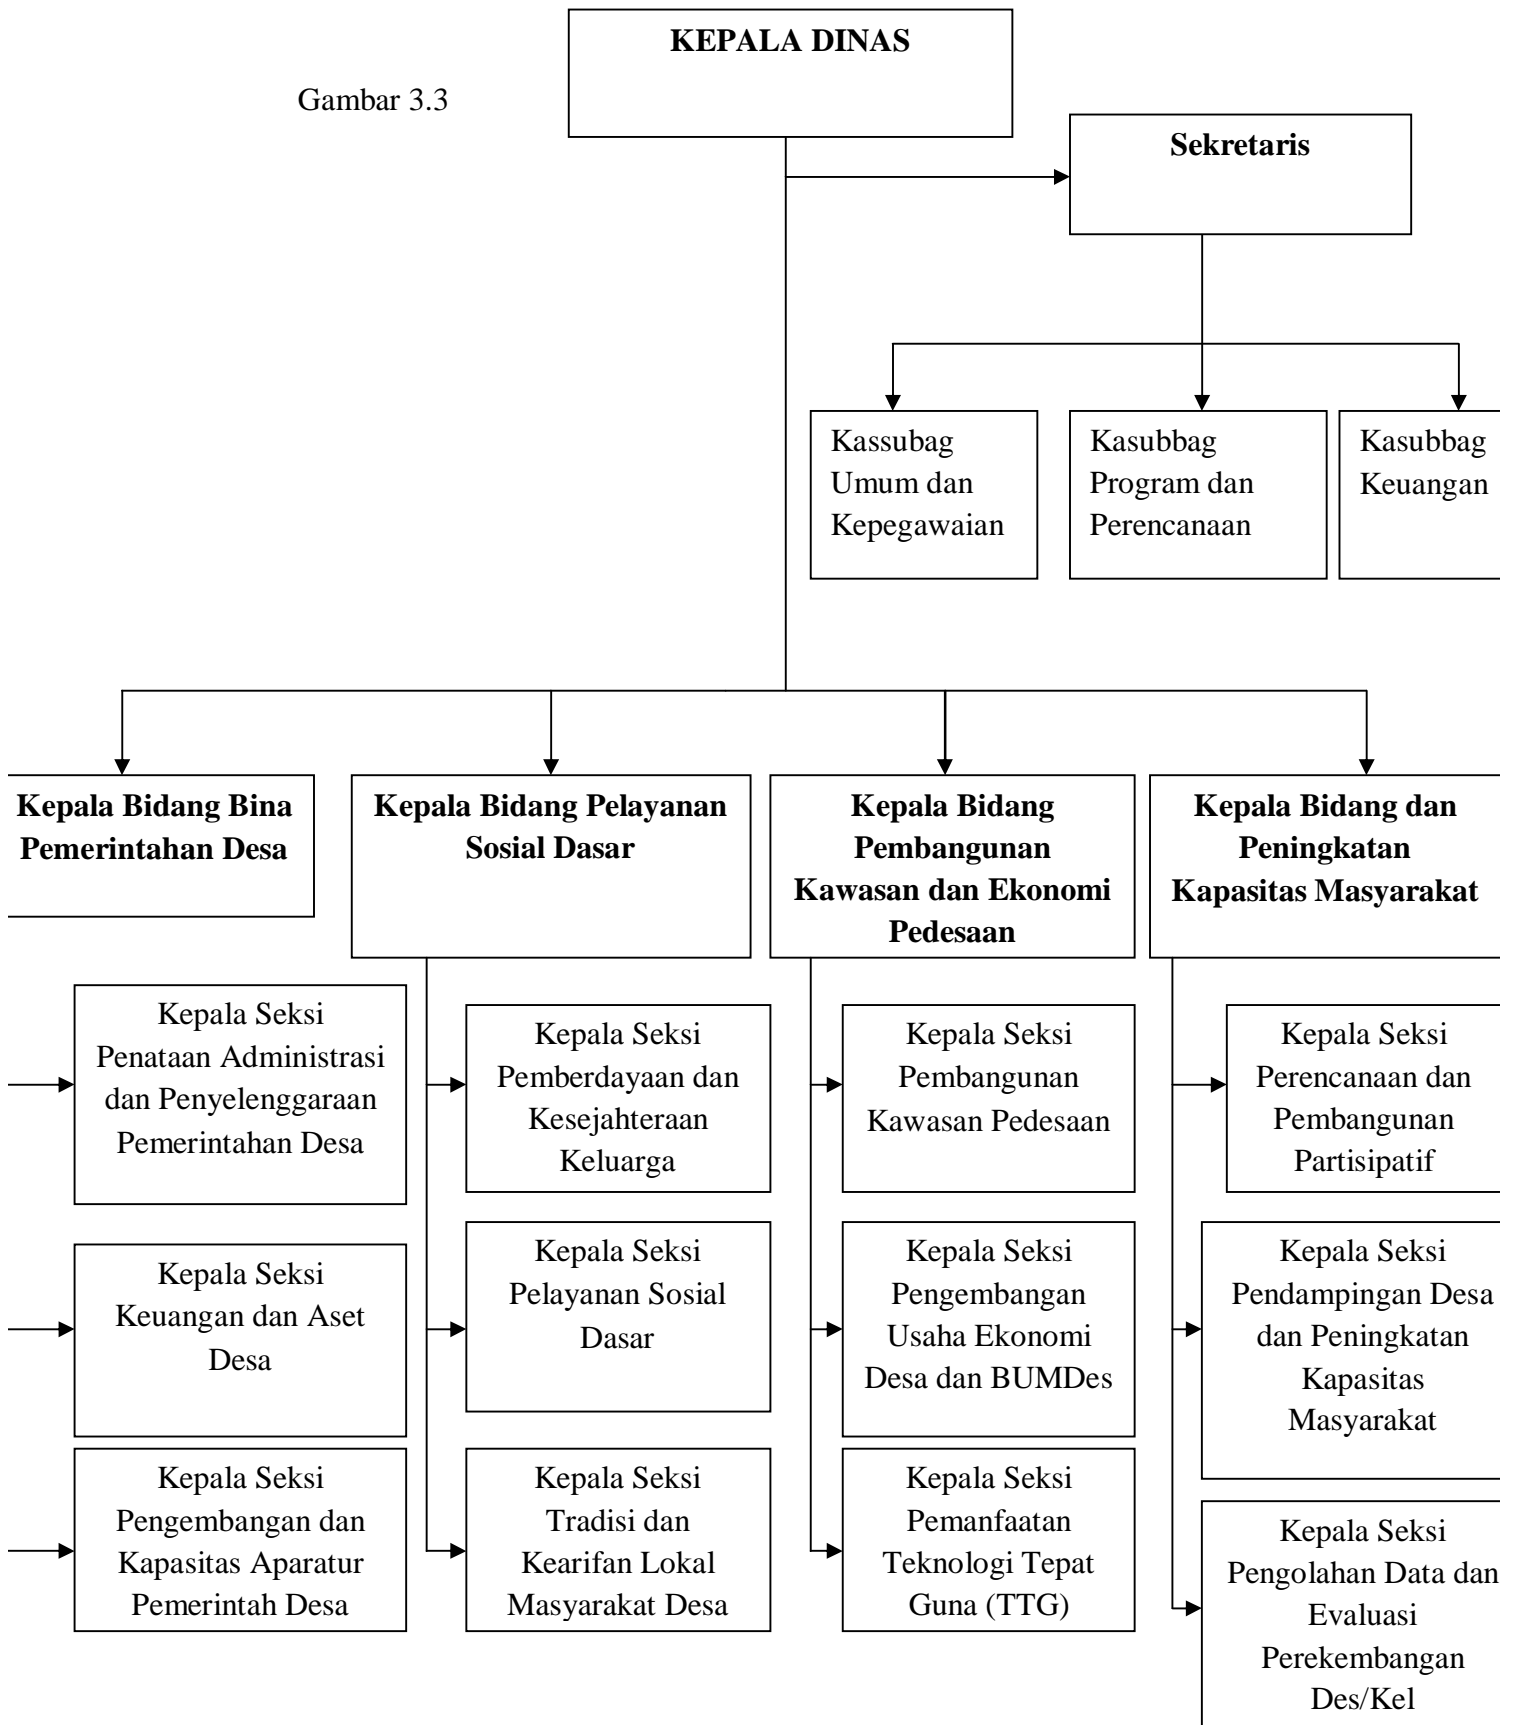 KEPALA DINAS
Gambar 3.3
Sekretaris
Kassubag
Umum dan
Kepegawaian
Kasubbag
Program dan
Perencanaan
Kasubbag
Keuangan
Kepala Bidang Bina
Pemerintahan Desa
Kepala Bidang Pelayanan
Sosial Dasar
Kepala Bidang
Pembangunan
Kawasan dan Ekonomi
Pedesaan
Kepala Bidang dan
Peningkatan
Kapasitas Masyarakat
Kepala Seksi
Penataan Administrasi
dan Penyelenggaraan
Pemerintahan Desa
Kepala Seksi
Pemberdayaan dan
Kesejahteraan
Keluarga
Kepala Seksi
Pembangunan
Kawasan Pedesaan
Kepala Seksi
Perencanaan dan
Pembangunan
Partisipatif
Kepala Seksi
Keuangan dan Aset
Desa
Kepala Seksi
Pelayanan Sosial
Dasar
Kepala Seksi
Pengembangan
Usaha Ekonomi
Desa dan BUMDes
Kepala Seksi
Pendampingan Desa
dan Peningkatan
Kapasitas
Masyarakat
Kepala Seksi
Pengembangan dan
Kapasitas Aparatur
Pemerintah Desa
Kepala Seksi
Tradisi dan
Kearifan Lokal
Masyarakat Desa
Kepala Seksi
Pemanfaatan
Teknologi Tepat
Guna (TTG)
Kepala Seksi
Pengolahan Data dan
Evaluasi
Perekembangan
Des/Kel